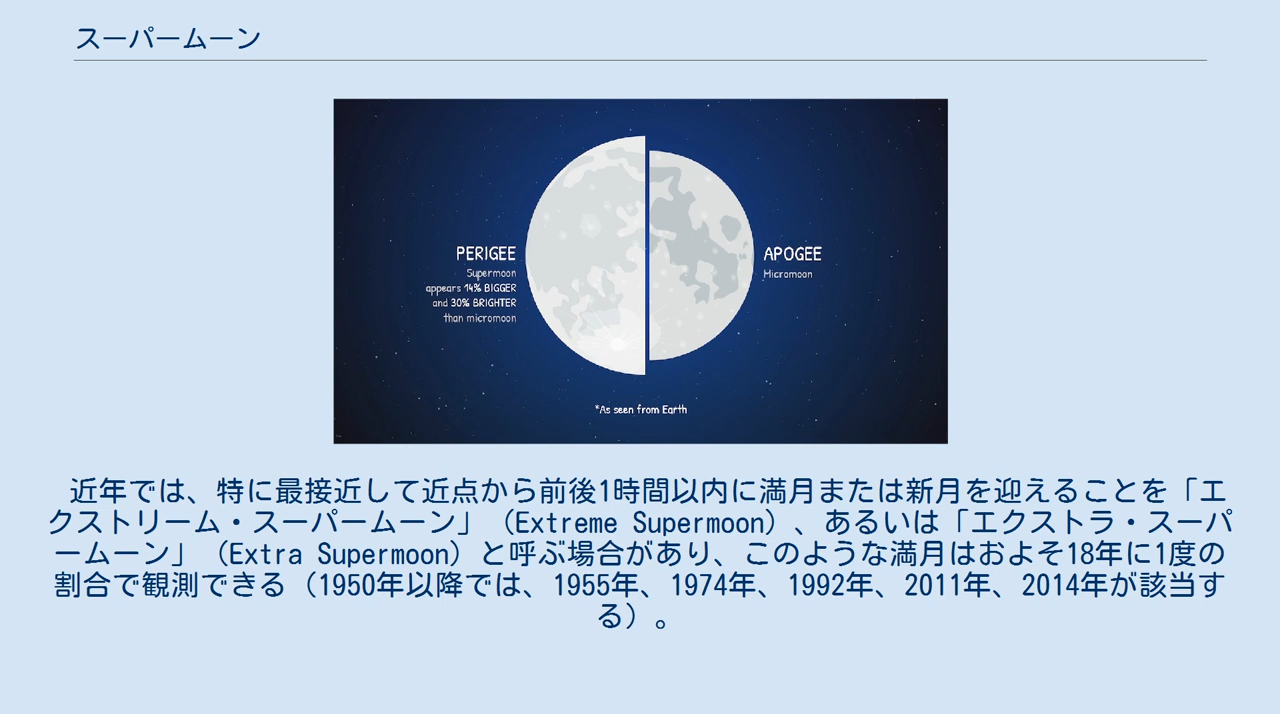 スーパームーン
PERIGEE
Supermoon
appears 14% BIGGER
and 30% BRIGHTER
than micromoon
APOGEE
Micromoon
*As seen from Earth
近年では、特に最接近して近点から前後1時間以内に満月または新月を迎えることを「エ
クストリーム・スーパームーン」（Extreme Supermoon）、あるいは「エクストラ・スーパ
ームーン」（Extra Supermoon）と呼ぶ場合があり、このような満月はおよそ18年に1度の
割合で観測できる（1950年以降では、1955年、1974年、1992年、2011年、2014年が該当す
る）。